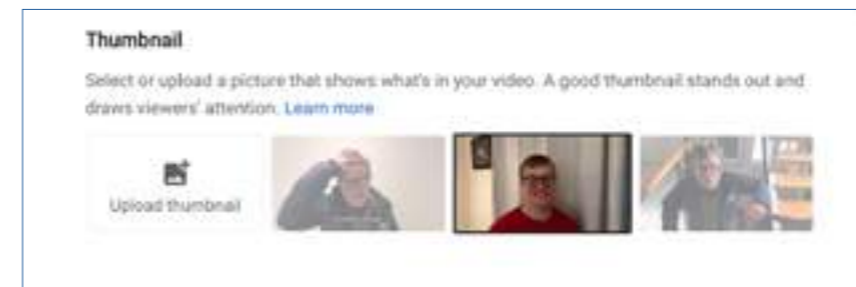 Thumbnail
Select or upload a picture that shows what's in your video. A good thumbnail stands out and
draws viewers' attention. Learn more
Upload thumbnail